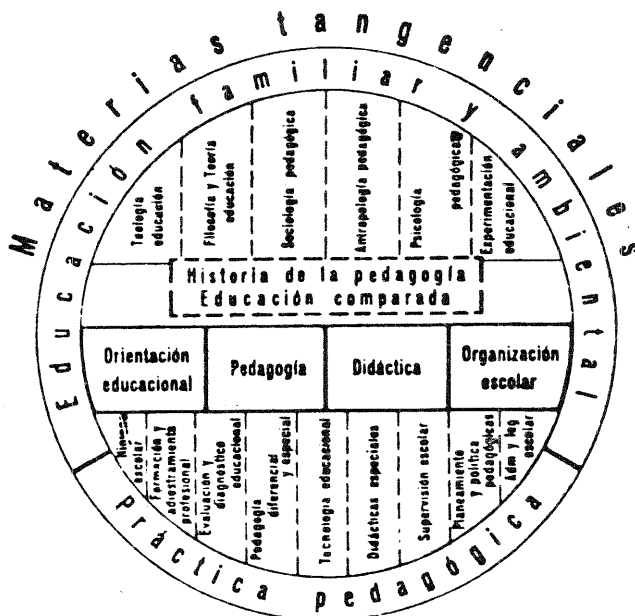 Materias tangenciales
Educación familiar y ambiental
Teología
educación
Filosofía y Teoría
educación
Sociología pedagógica
Antropología pedagógica
Psicología
pedagógica
Experimentación
educacional
Historia de la pedagogía
Educación comparada
Orientación
educacional
Pedagogía
Didáctica
Organización
escolar
escolar
Formación y
adiestramiento
profesional
Evaluación y
diagnóstico
educacional
Pedagogía
diferencial
y especial
Tecnología educacional
Didácticas especiales
Supervisión escolar
Planeamiento
y política
pedagógicas
Adm y leg
escolar
práctica pedagógica